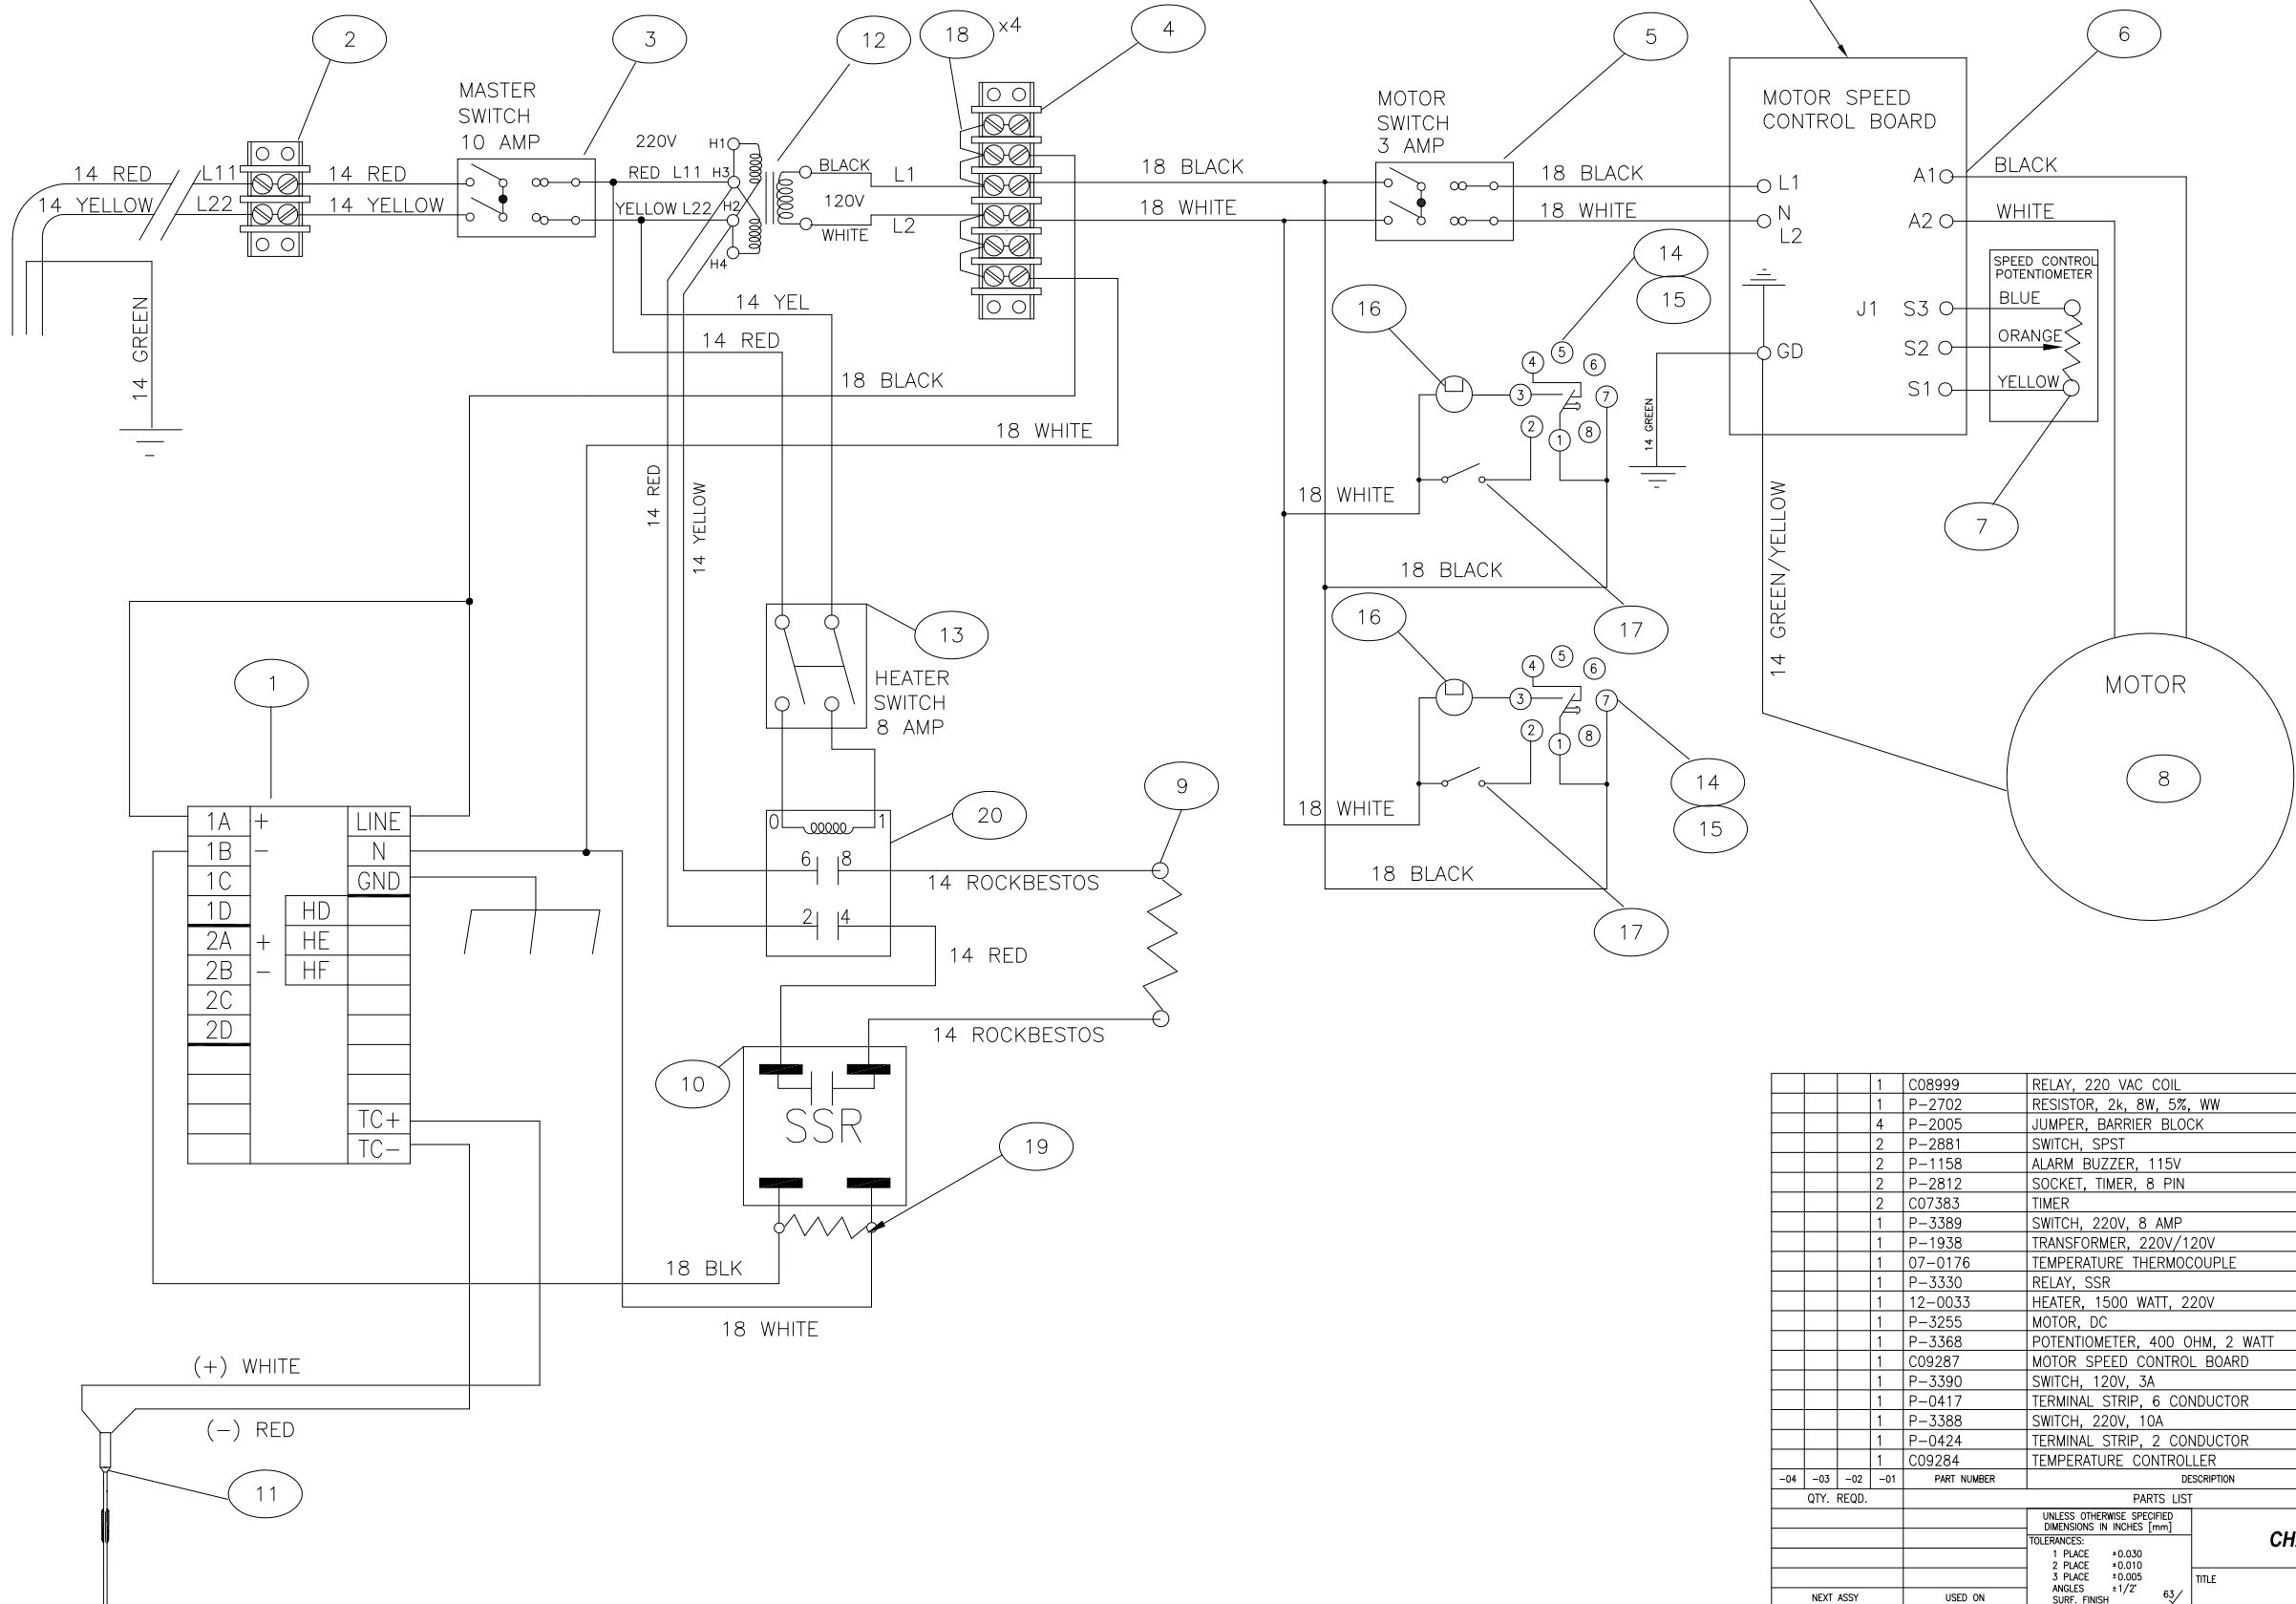 2
3
12
18 x4
4
5
6
MASTER
SWITCH
10 AMP
220V
H1
H3
H2
H4
14 RED
L11
14 RED
RED L11
14 YELLOW
L22
14 YELLOW
YELLOW L22
BLACK
L1
120V
WHITE
L2
18 BLACK
18 WHITE
MOTOR
SWITCH
3 AMP
18 BLACK
18 WHITE
MOTOR SPEED
CONTROL BOARD
L1
N
L2
GD
A1
A2
J1
S3
S2
S1
BLACK
WHITE
SPEED CONTROL
POTENTIOMETER
BLUE
ORANGE
YELLOW
7
14 GREEN
14 YEL
14 RED
18 BLACK
18 WHITE
14 RED
14 YELLOW
14
15
16
4
5
6
3
7
2
1
8
14 GREEN
18 WHITE
18 BLACK
17
16
4
5
6
3
7
2
1
8
14
15
18 WHITE
18 BLACK
17
14 GREEN/YELLOW
MOTOR
8
13
HEATER
SWITCH
8 AMP
1
20
0
1
6
8
2
4
9
14 ROCKBESTOS
14 RED
14 ROCKBESTOS
1A + LINE
1B - N
1C GND
1D HD
2A + HE
2B - HF
2C
2D
TC+
TC-
10
SSR
19
18 BLK
18 WHITE
(+) WHITE
(-) RED
11
1 C08999 RELAY, 220 VAC COIL
1 P-2702 RESISTOR, 2k, 8W, 5%, WW
4 P-2005 JUMPER, BARRIER BLOCK
2 P-2881 SWITCH, SPST
2 P-1158 ALARM BUZZER, 115V
2 P-2812 SOCKET, TIMER, 8 PIN
2 C07383 TIMER
1 P-3389 SWITCH, 220V, 8 AMP
1 P-1938 TRANSFORMER, 220V/120V
1 07-0176 TEMPERATURE THERMOCOUPLE
1 P-3330 RELAY, SSR
1 12-0033 HEATER, 1500 WATT, 220V
1 P-3255 MOTOR, DC
1 P-3368 POTENTIOMETER, 400 OHM, 2 WATT
1 C09287 MOTOR SPEED CONTROL BOARD
1 P-3390 SWITCH, 120V, 3A
1 P-0417 TERMINAL STRIP, 6 CONDUCTOR
1 P-3388 SWITCH, 220V, 10A
1 P-0424 TERMINAL STRIP, 2 CONDUCTOR
1 C09284 TEMPERATURE CONTROLLER
-04 -03 -02 -01 PART NUMBER DESCRIPTION
QTY. REQD. PARTS LIST
UNLESS OTHERWISE SPECIFIED
DIMENSIONS IN INCHES [mm]
TOLERANCES:
1 PLACE ±0.030
2 PLACE ±0.010
3 PLACE ±0.005
ANGLES ±1/2°
SURF. FINISH 63
CH
TITLE
NEXT ASSY USED ON